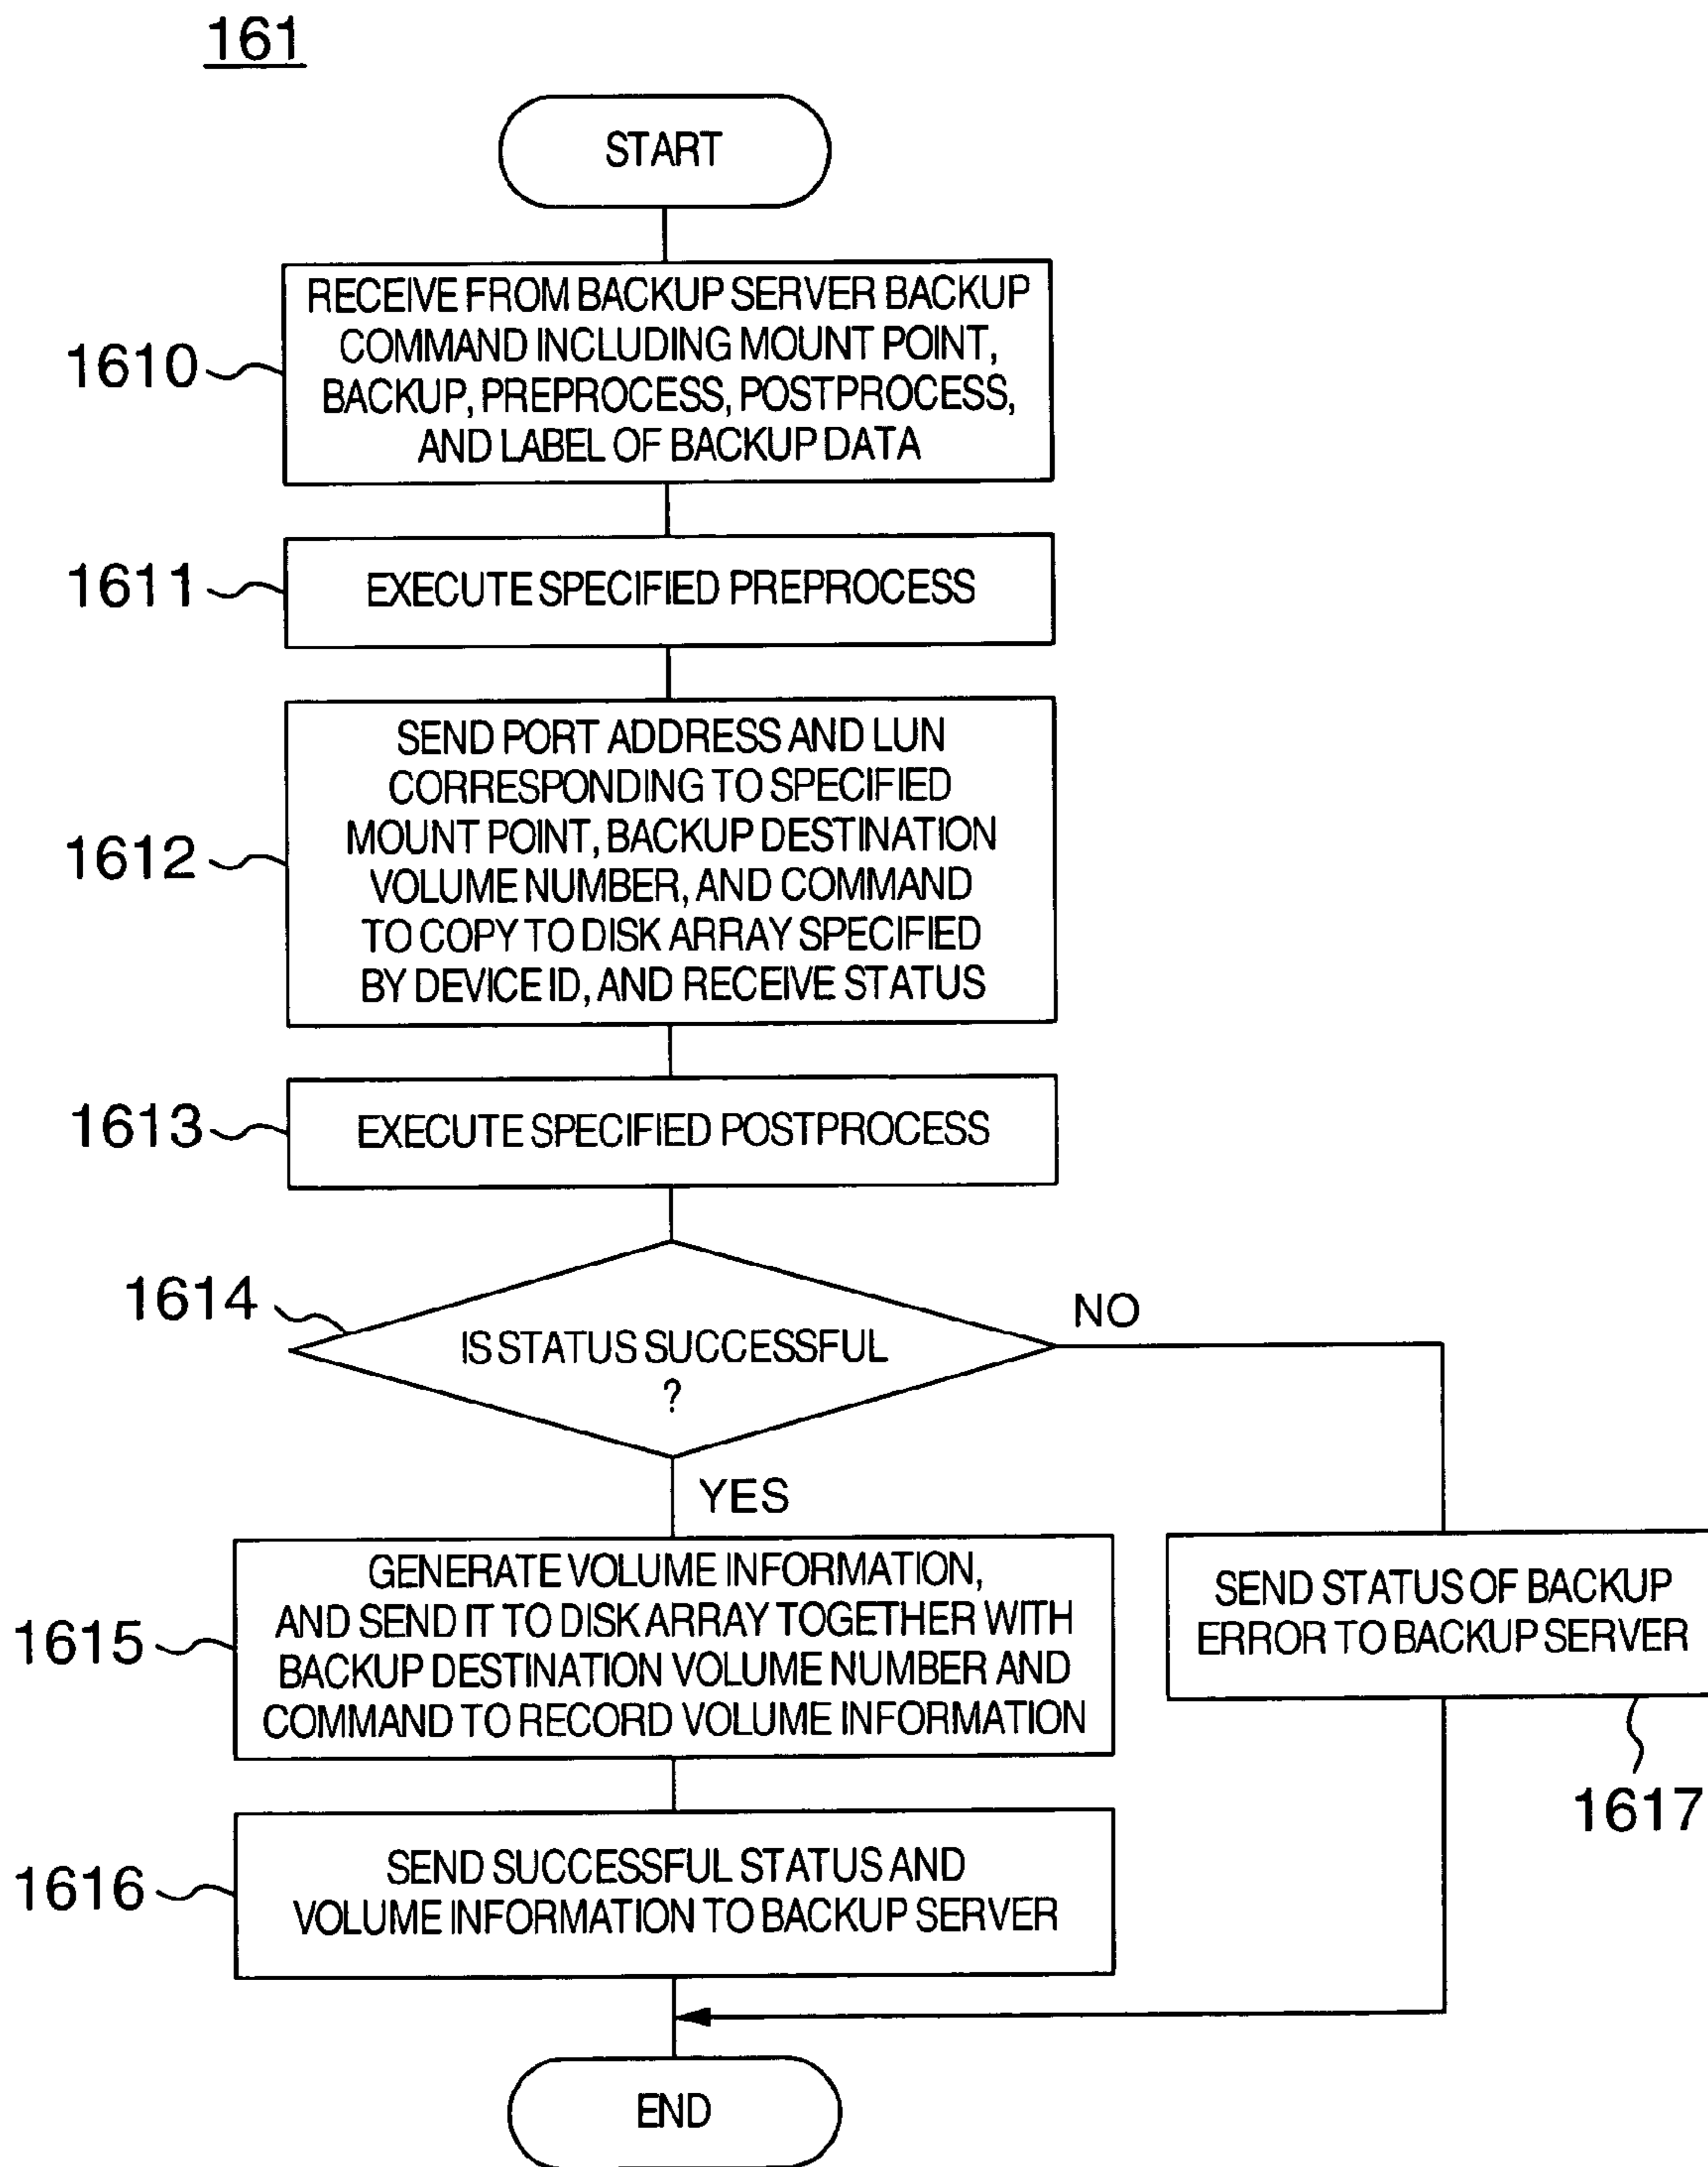 161
START
1610
RECEIVE FROM BACKUP SERVER BACKUP
COMMAND INCLUDING MOUNT POINT,
BACKUP, PREPROCESS, POSTPROCESS,
AND LABEL OF BACKUP DATA
1611
EXECUTE SPECIFIED PREPROCESS
1612
SEND PORT ADDRESS AND LUN
CORRESPONDING TO SPECIFIED
MOUNT POINT, BACKUP DESTINATION
VOLUME NUMBER, AND COMMAND
TO COPY TO DISK ARRAY SPECIFIED
BY DEVICE ID, AND RECEIVE STATUS
1613
EXECUTE SPECIFIED POSTPROCESS
1614
IS STATUS SUCCESSFUL
?
NO
YES
1615
GENERATE VOLUME INFORMATION,
AND SEND IT TO DISK ARRAY TOGETHER WITH
BACKUP DESTINATION VOLUME NUMBER AND
COMMAND TO RECORD VOLUME INFORMATION
SEND STATUS OF BACKUP
ERROR TO BACKUP SERVER
1617
1616
SEND SUCCESSFUL STATUS AND
VOLUME INFORMATION TO BACKUP SERVER
END